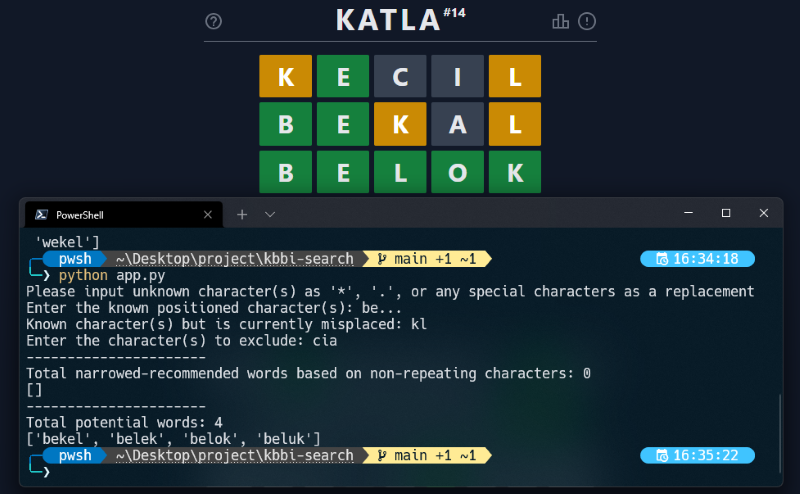 KATLA #14
K E C I L
B E K A L
B E L O K
PowerShell
'wekel']
pwsh ~\Desktop\project\kbbi-search main +1 ~1 16:34:18
python app.py
Please input unknown character(s) as '*', '.', or any special characters as a replacement
Enter the known positioned character(s): be...
Known character(s) but is currently misplaced: kl
Enter the character(s) to exclude: cia
----------------------
Total narrowed-recommended words based on non-repeating characters: 0
[]
----------------------
Total potential words: 4
['bekel', 'belek', 'belok', 'beluk']
pwsh ~\Desktop\project\kbbi-search main +1 ~1 16:35:22